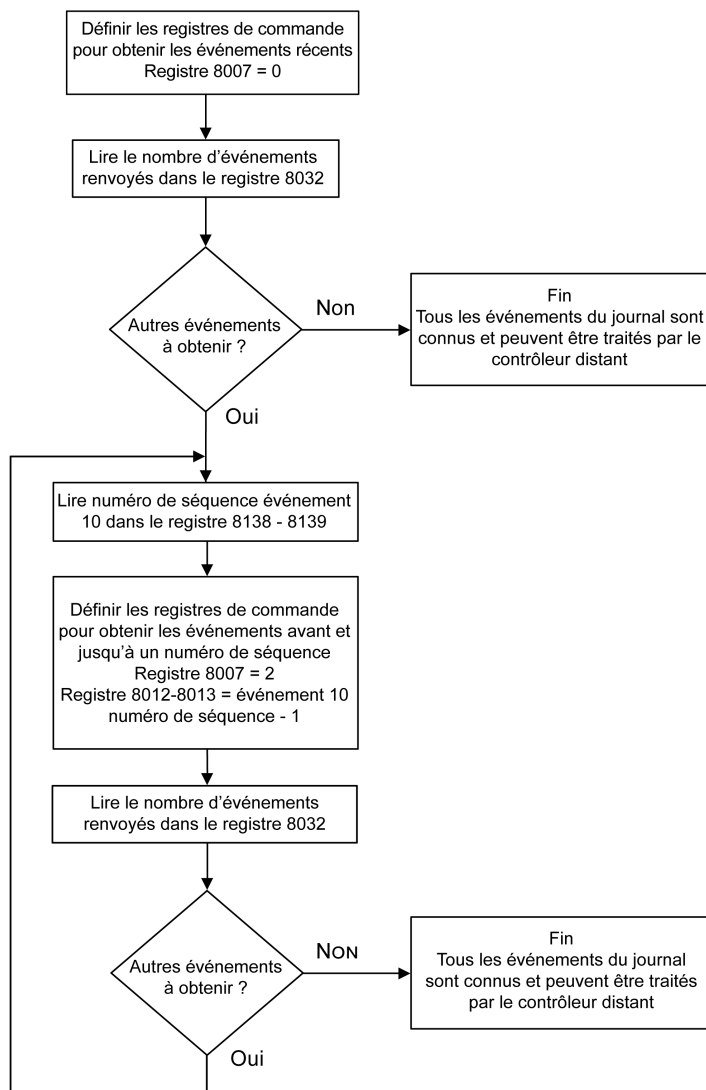 Définir les registres de commande
pour obtenir les événements récents
Registre 8007 = 0
Lire le nombre d’événements
renvoyés dans le registre 8032
Autres événements
à obtenir ?
Non
Fin
Tous les événements du journal sont
connus et peuvent être traités par le
contrôleur distant
Oui
Lire numéro de séquence événement
10 dans le registre 8138 - 8139
Définir les registres de commande
pour obtenir les événements avant et
jusqu’à un numéro de séquence
Registre 8007 = 2
Registre 8012-8013 = événement 10
numéro de séquence - 1
Lire le nombre d’événements
renvoyés dans le registre 8032
Autres événements
à obtenir ?
NON
Fin
Tous les événements du journal
sont connus et peuvent être traités
par le contrôleur distant
Oui